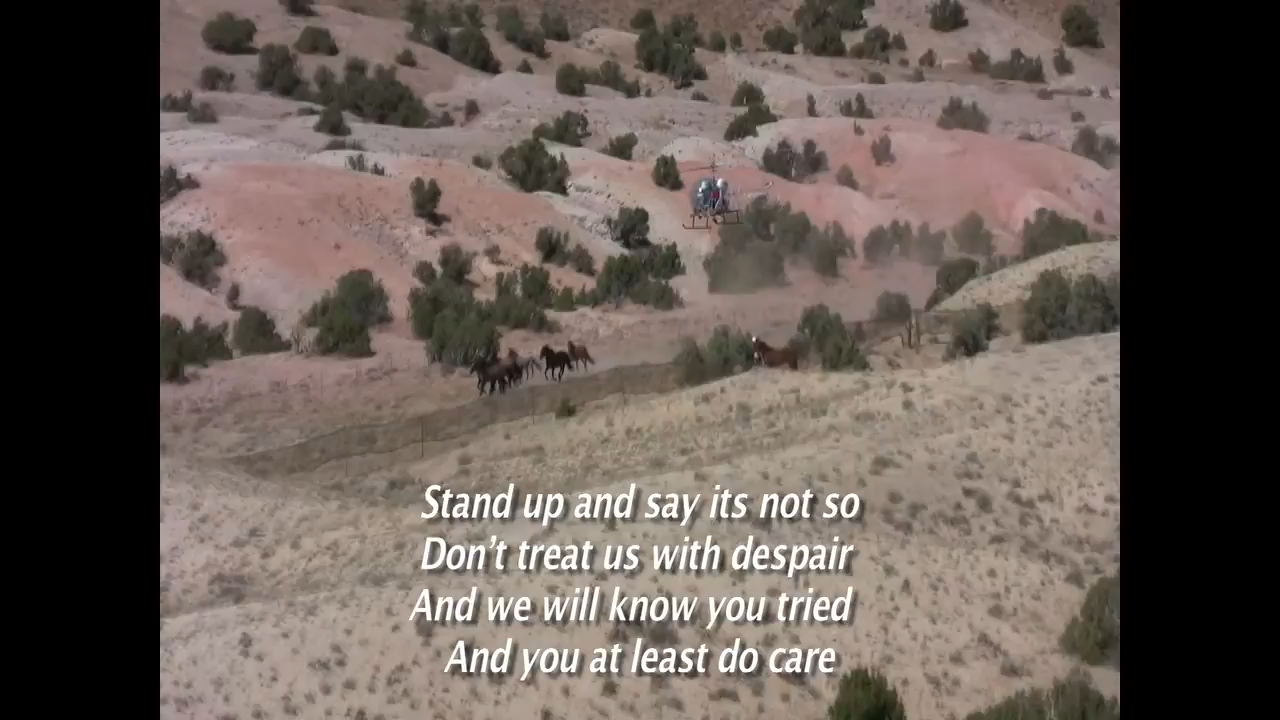 Stand up and say its not so
Don't treat us with despair
And we will know you tried
And you at least do care